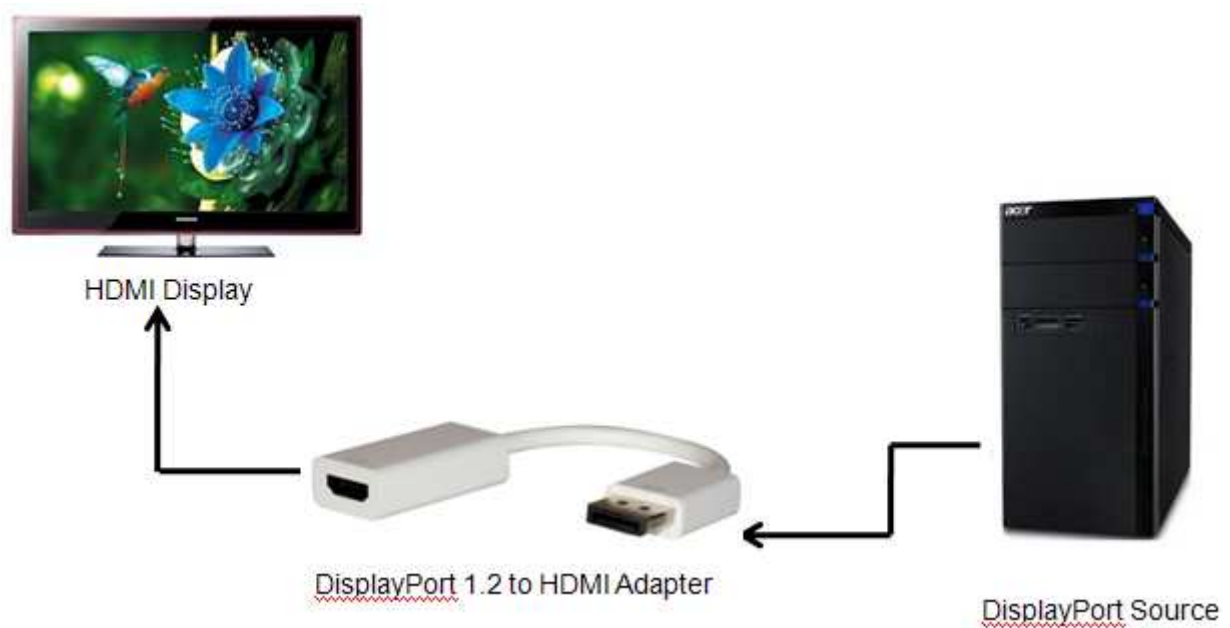 acer
HDMI Display
DisplayPort 1.2 to HDMI Adapter
DisplayPort Source